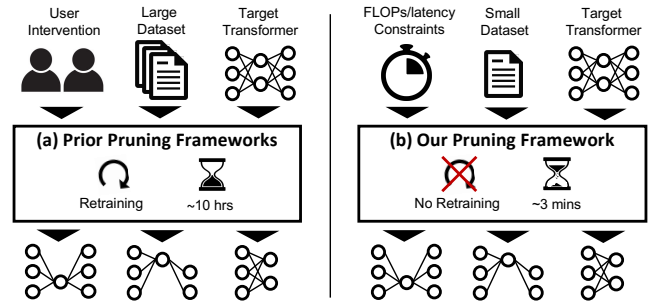 User Intervention
Large Dataset
Target Transformer
(a) Prior Pruning Frameworks
Retraining
~10 hrs
FLOPs/latency Constraints
Small Dataset
Target Transformer
(b) Our Pruning Framework
No Retraining
~3 mins